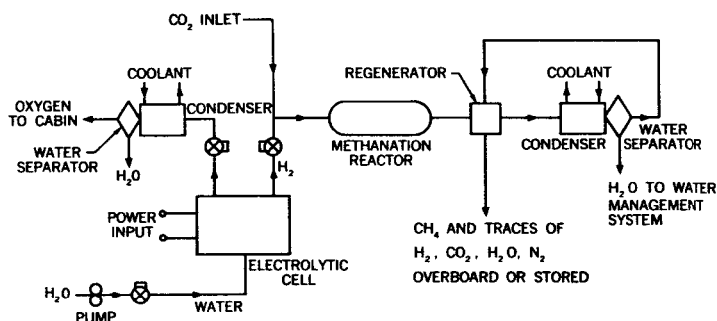 CO2 INLET
COOLANT
CONDENSER
OXYGEN
TO CABIN
WATER
SEPARATOR
H2O
H2
POWER
INPUT
ELECTROLYTIC
CELL
H2O
PUMP
WATER
METHANATION
REACTOR
REGENERATOR
COOLANT
CONDENSER
WATER
SEPARATOR
H2O TO WATER
MANAGEMENT
SYSTEM
CH4 AND TRACES OF
H2, CO2, H2O, N2
OVERBOARD OR STORED